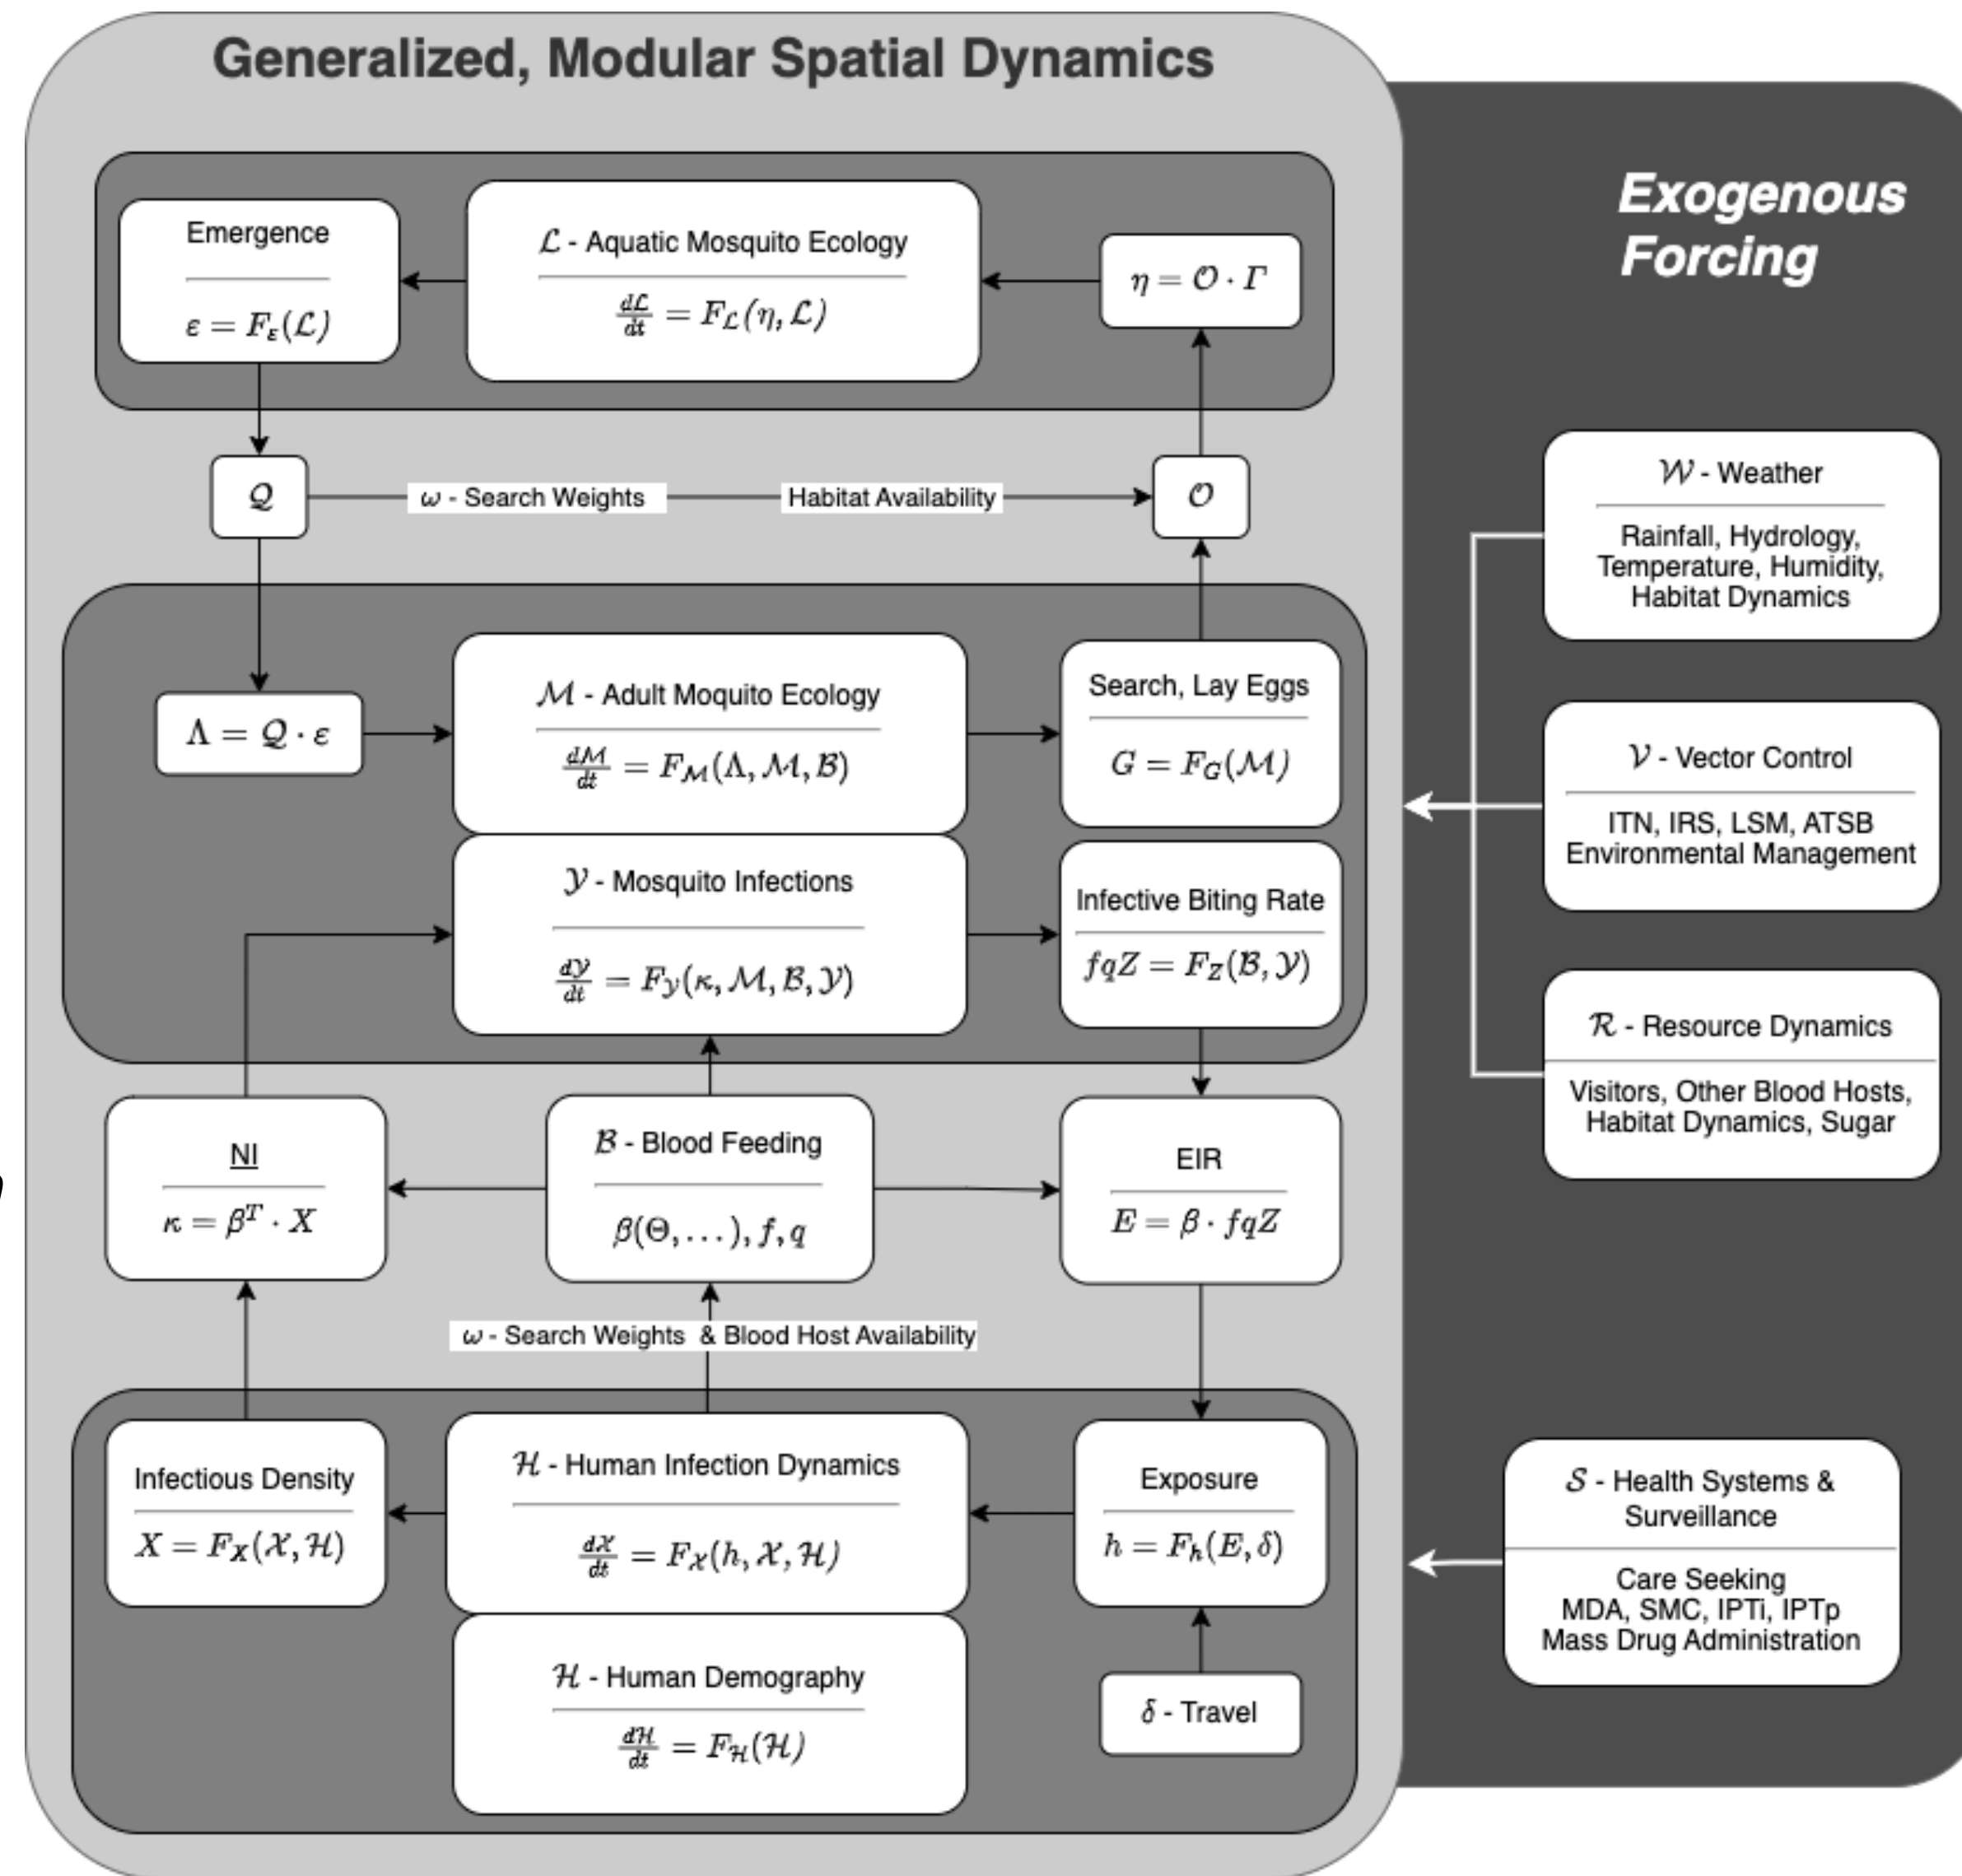 Generalized, Modular Spatial Dynamics
Emergence
ε = F_ε(ℒ)
ℒ - Aquatic Mosquito Ecology
dℒ/dt = F_ℒ(η, ℒ)
η = 𝒪 · Γ
𝒬
ω - Search Weights
Habitat Availability
𝒪
Λ = 𝒬 · ε
ℳ - Adult Moquito Ecology
dℳ/dt = F_ℳ(Λ, ℳ, ℬ)
Search, Lay Eggs
G = F_G(ℳ)
𝒴 - Mosquito Infections
d𝒴/dt = F_𝒴(κ, ℳ, ℬ, 𝒴)
Infective Biting Rate
fqZ = F_Z(ℬ, 𝒴)
NI
κ = β^T · X
ℬ - Blood Feeding
β(Θ, …), f, q
EIR
E = β · fqZ
ω - Search Weights & Blood Host Availability
Infectious Density
X = F_X(𝒳, ℋ)
ℋ - Human Infection Dynamics
d𝒳/dt = F_𝒳(h, 𝒳, ℋ)
Exposure
h = F_h(E, δ)
ℋ - Human Demography
dℋ/dt = F_ℋ(ℋ)
δ - Travel
Exogenous
Forcing
𝒲 - Weather
Rainfall, Hydrology,
Temperature, Humidity,
Habitat Dynamics
𝒱 - Vector Control
ITN, IRS, LSM, ATSB
Environmental Management
ℛ - Resource Dynamics
Visitors, Other Blood Hosts,
Habitat Dynamics, Sugar
𝒮 - Health Systems &
Surveillance
Care Seeking
MDA, SMC, IPTi, IPTp
Mass Drug Administration